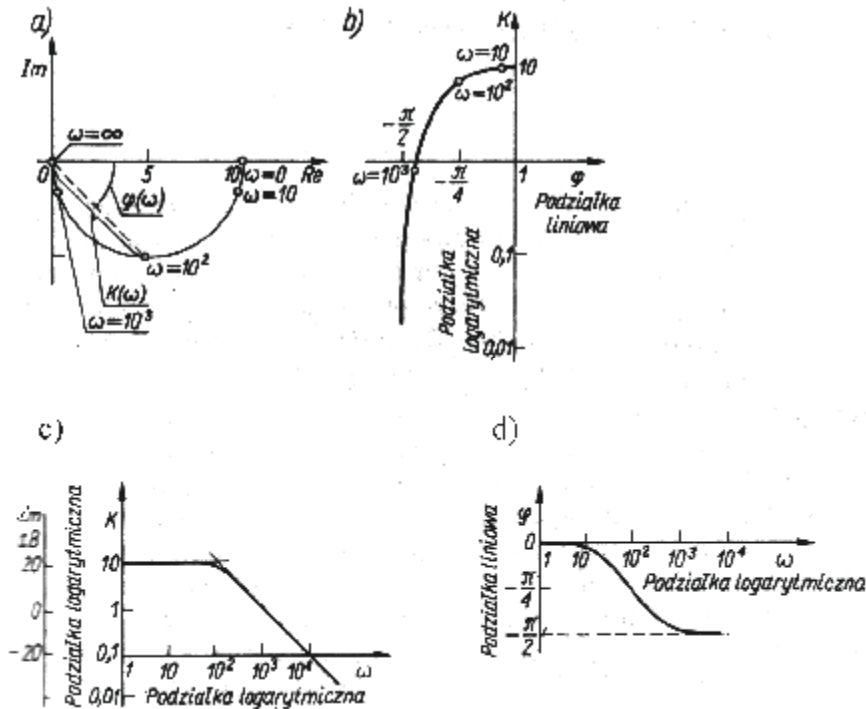 a)
Im
ω=∞
0
5
10
ω=0
Re
ω=10
φ(ω)
ω=10²
K(ω)
ω=10³
b)
K
ω=10
10
ω=10²
-π/2
ω=10³
-π/4
1
φ
Podziałka
liniowa
0,1
Podziałka
logarytmiczna
0,01
c)
Podziałka logarytmiczna
K
20
10
0
1
-20
0,1
1
10
10²
10³
10⁴
ω
0,01
Podziałka logarytmiczna
d)
Podziałka liniowa
φ
0
1
10
10²
10³
10⁴
ω
Podziałka logarytmiczna
-π/4
-π/2